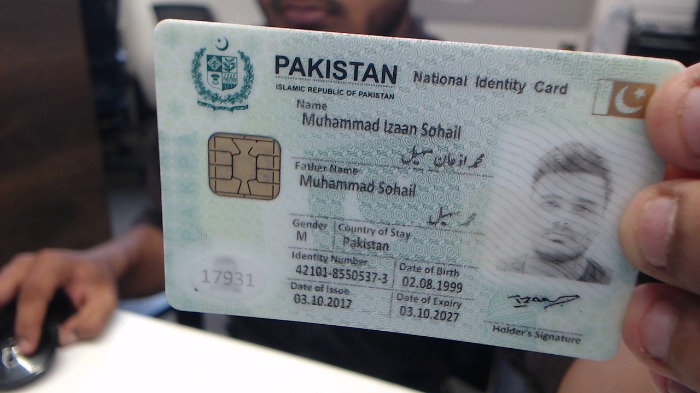 PAKISTAN National Identity Card
ISLAMIC REPUBLIC OF PAKISTAN
Name
Muhammad Izaan Sohail
محمد اذعان سہیل
Father Name
Muhammad Sohail
محمد سہیل
Gender Country of Stay
M Pakistan
Identity Number Date of Birth
42101-8550537-3 02.08.1999
Date of Issue Date of Expiry
03.10.2017 03.10.2027
17931
Holder's Signature